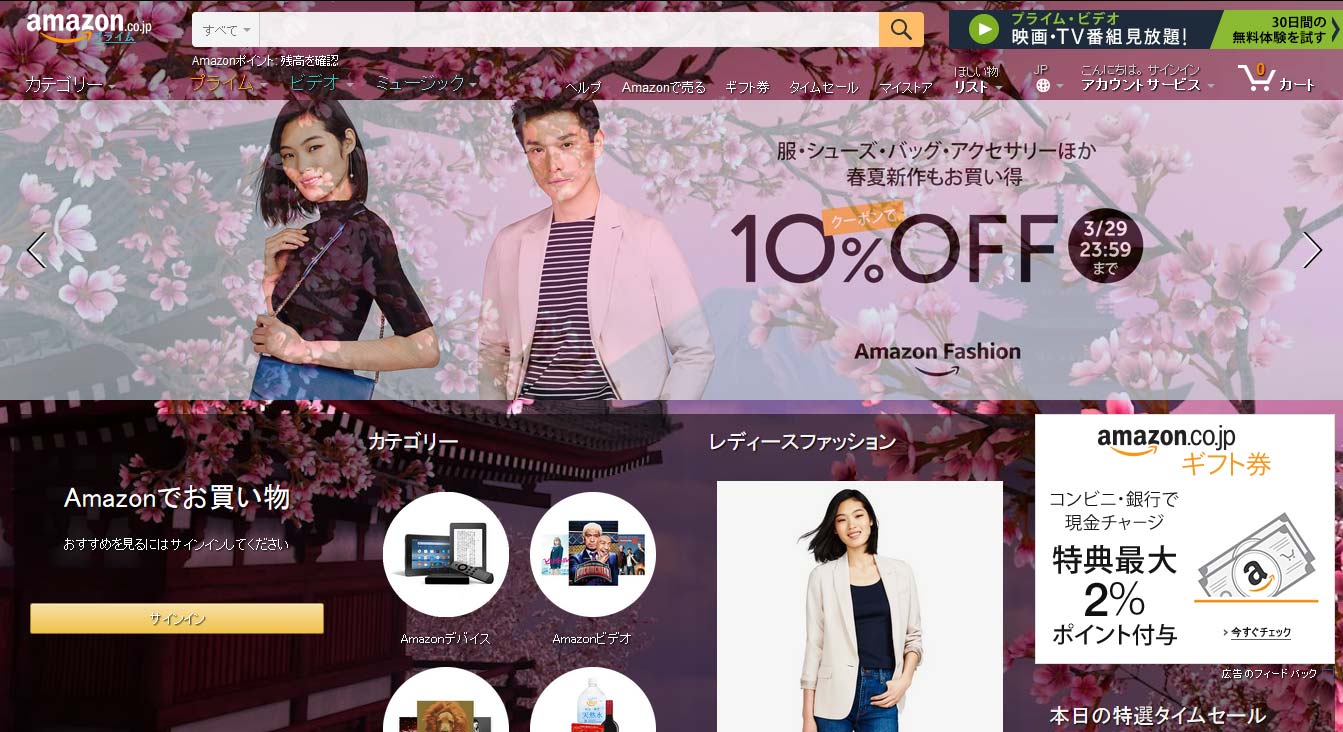 amazon.co.jp
プライム
すべて
プライム・ビデオ
映画・TV番組見放題!
30日間の
無料体験を試す
Amazonポイント: 残高を確認
カテゴリー
プライム
ビデオ
ミュージック
ヘルプ
Amazonで売る
ギフト券
タイムセール
マイストア
ほしい物
リスト
JP
こんにちは。サインイン
アカウントサービス
0
カート
服・シューズ・バッグ・アクセサリーほか
春夏新作もお買い得
クーポンで
10%OFF
3/29
23:59
まで
Amazon Fashion
Amazonでお買い物
おすすめを見るにはサインインしてください
サインイン
カテゴリー
Amazonデバイス
Amazonビデオ
天然水
レディースファッション
amazon.co.jp
ギフト券
コンビニ・銀行で
現金チャージ
特典最大
2%
ポイント付与
a
› 今すぐチェック
広告のフィードバック
本日の特選タイムセール